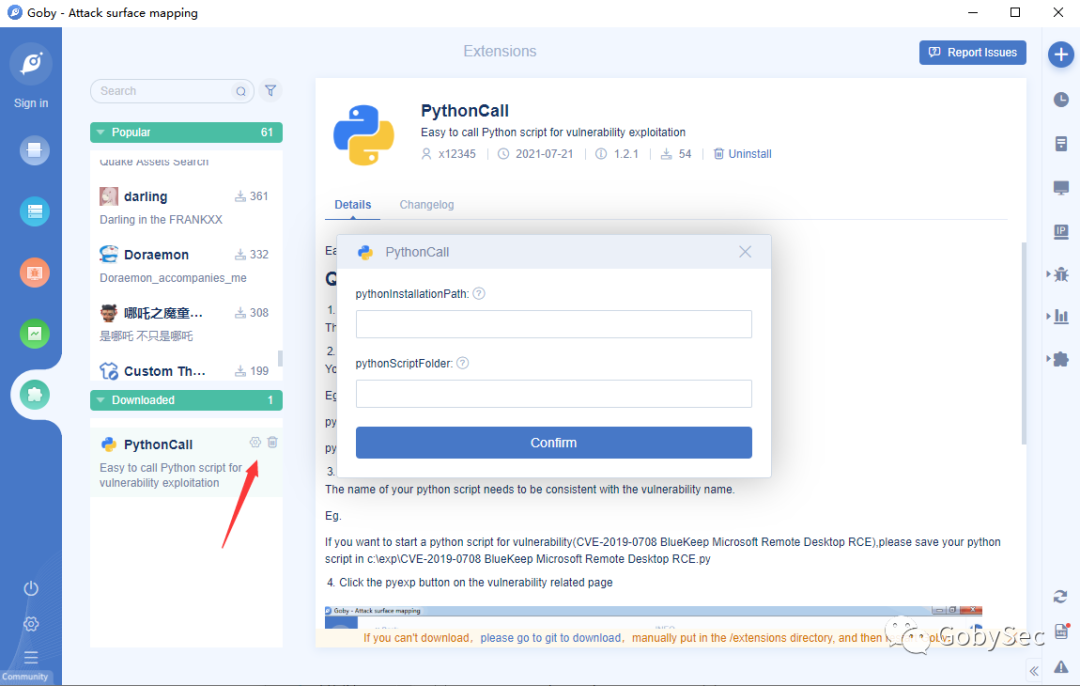 Goby - Attack surface mapping
Extensions
Report Issues
Sign in
Search
Popular 61
Quake Assets Search
darling 361
Darling in the FRANKXX
Doraemon 332
Doraemon_accompanies_me
哪吒之魔童... 308
是哪吒 不只是哪吒
Custom Th... 199
Downloaded 1
PythonCall
Easy to call Python script for
vulnerability exploitation
Community
PythonCall
Easy to call Python script for vulnerability exploitation
x12345 2021-07-21 1.2.1 54 Uninstall
Details Changelog
PythonCall
pythonInstallationPath:
pythonScriptFolder:
Confirm
1.
2.
3.
The name of your python script needs to be consistent with the vulnerability name.
Eg.
If you want to start a python script for vulnerability(CVE-2019-0708 BlueKeep Microsoft Remote Desktop RCE),please save your python
script in c:\exp\CVE-2019-0708 BlueKeep Microsoft Remote Desktop RCE.py
4. Click the pyexp button on the vulnerability related page
Goby - Attack surface mapping
If you can't download，please go to git to download，manually put in the /extensions directory, and then
GobySec
IP